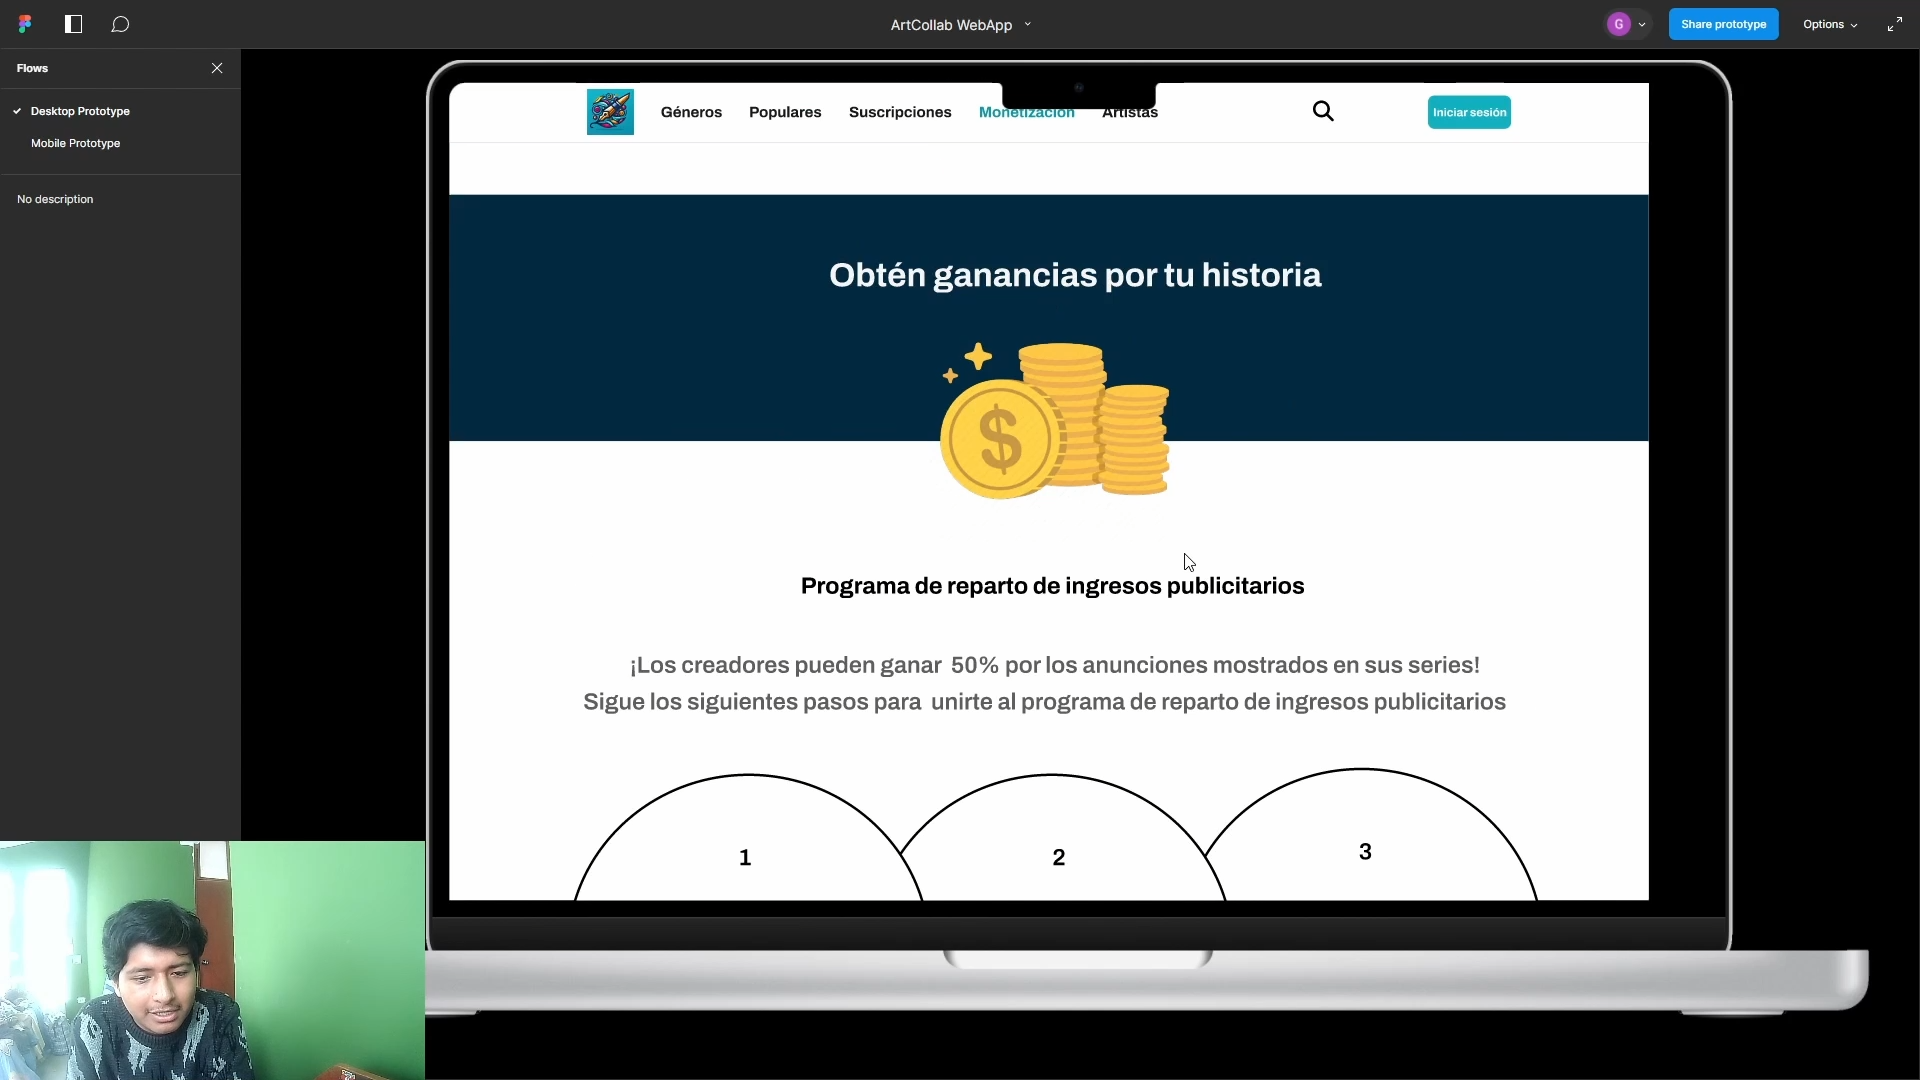 ArtCollab WebApp
G
Share prototype
Options
Flows
Desktop Prototype
Mobile Prototype
No description
Géneros
Populares
Suscripciones
Monetización
Artistas
Iniciar sesión
Obtén ganancias por tu historia
$
Programa de reparto de ingresos publicitarios
¡Los creadores pueden ganar 50% por los anunciones mostrados en sus series!
Sigue los siguientes pasos para unirte al programa de reparto de ingresos publicitarios
1
2
3